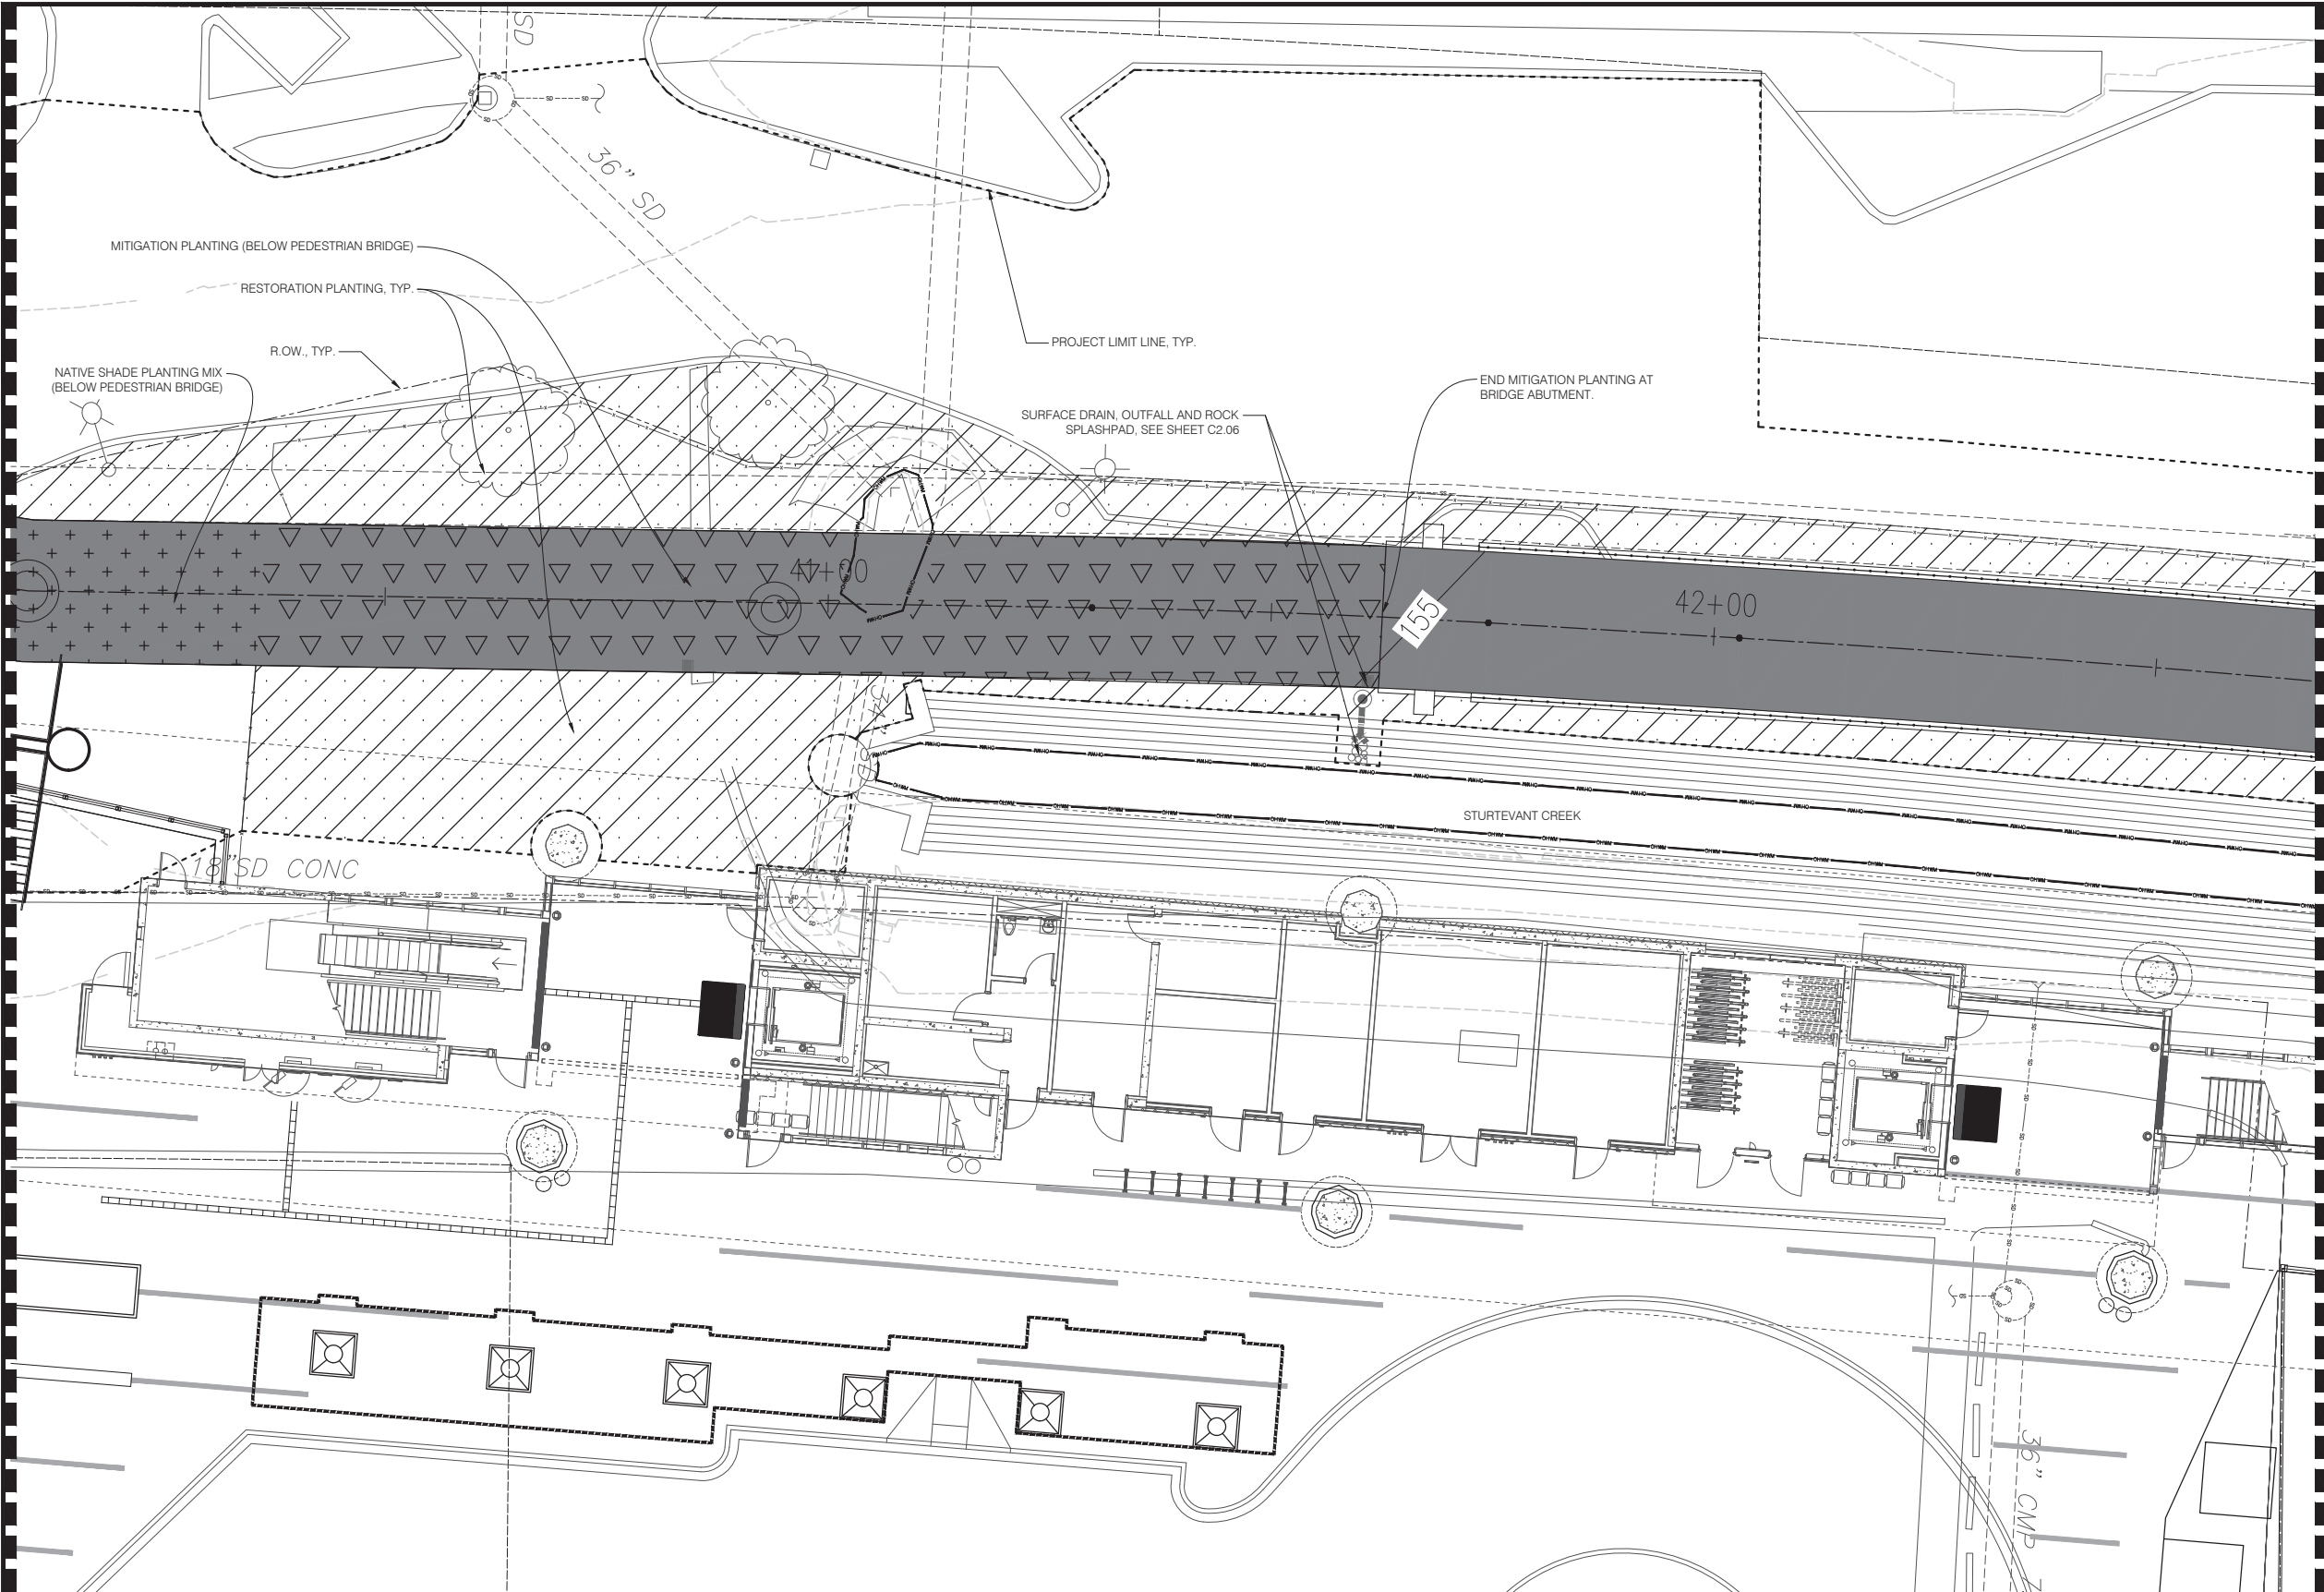 SD
36" SD
MITIGATION PLANTING (BELOW PEDESTRIAN BRIDGE)
RESTORATION PLANTING, TYP.
R.OW., TYP.
NATIVE SHADE PLANTING MIX
(BELOW PEDESTRIAN BRIDGE)
PROJECT LIMIT LINE, TYP.
END MITIGATION PLANTING AT
BRIDGE ABUTMENT.
SURFACE DRAIN, OUTFALL AND ROCK
SPLASHPAD, SEE SHEET C2.06
41+00
155
42+00
STURTEVANT CREEK
OHWM
18"SD CONC
36" CMP